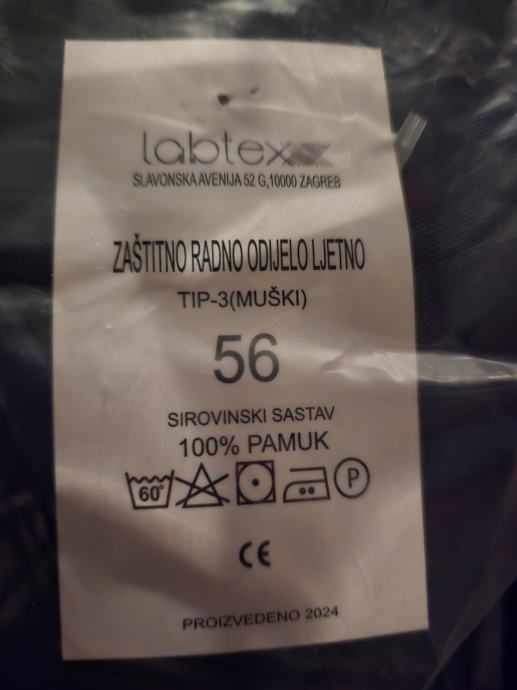 labtex
SLAVONSKA AVENIJA 52 G,10000 ZAGREB
ZAŠTITNO RADNO ODIJELO LJETNO
TIP-3(MUŠKI)
56
SIROVINSKI SASTAV
100% PAMUK
60° P
CE
PROIZVEDENO 2024